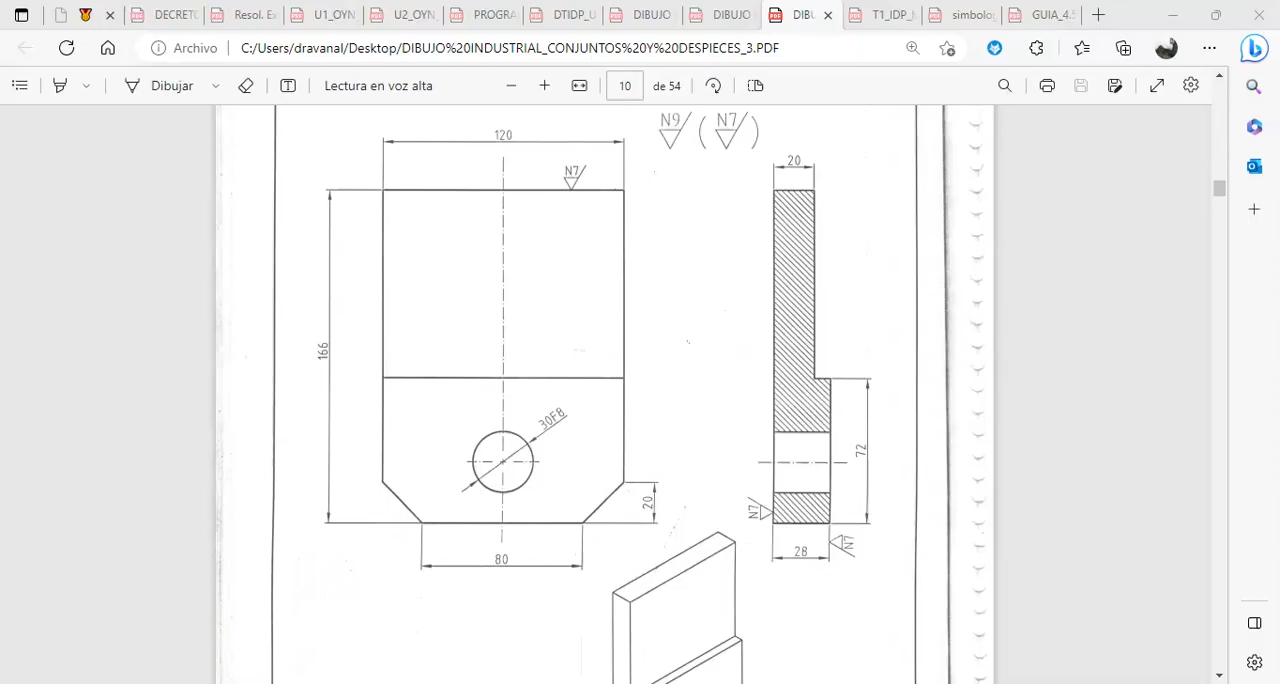 DECRETO
Resol. Ex
U1_OYN
U2_OYN
PROGRA
DTIDP_U
DIBUJO
DIBUJO
DIBU
T1_IDP_
simbolo
GUIA_4.5
Archivo
C:/Users/drevanal/Desktop/DIBUJO%20INDUSTRIAL_CONJUNTOS%20Y%20DESPIECES_3.PDF
Dibujar
Lectura en voz alta
10 de 54
N9 ( N7 )
120
20
N7
166
30F8
72
20
N7
80
28
N7